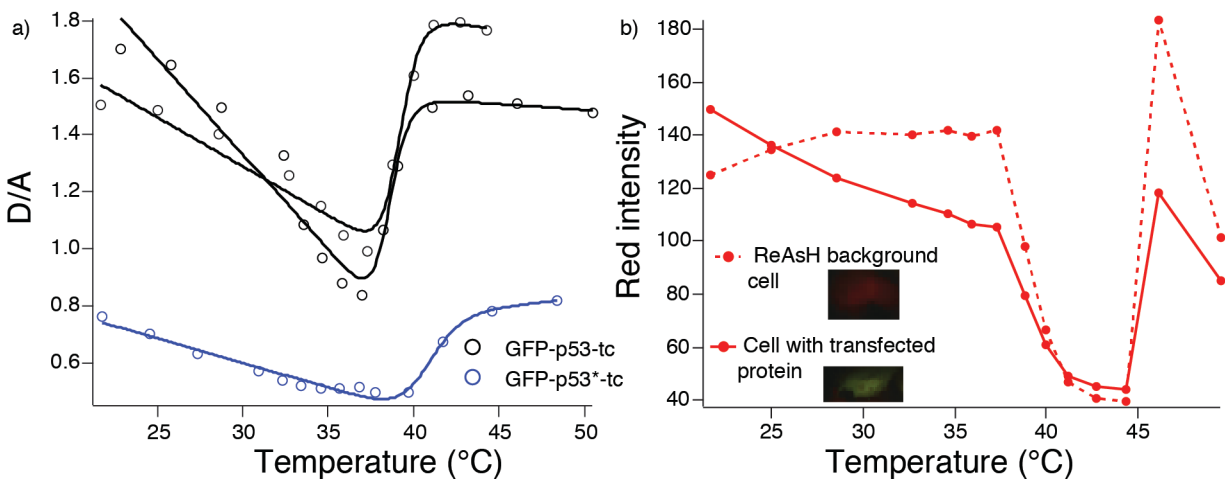 a)
1.8
1.6
1.4
1.2
1.0
0.8
0.6
D/A
GFP-p53-tc
GFP-p53*-tc
25 30 35 40 45 50
Temperature (°C)
b)
180
160
140
120
100
80
60
40
Red intensity
ReAsH background
cell
Cell with transfected
protein
25 30 35 40 45
Temperature (°C)